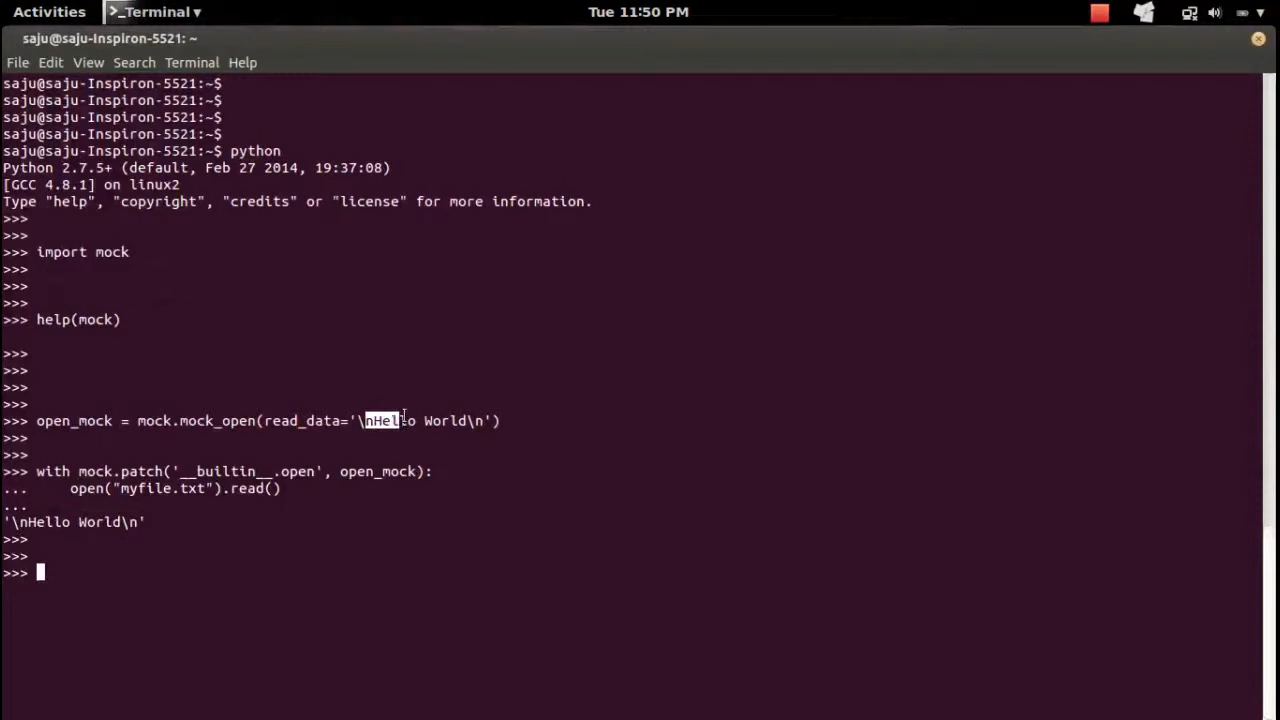 Activities
>_Terminal ▾
Tue 11:50 PM
saju@saju-Inspiron-5521: ~
File Edit View Search Terminal Help
saju@saju-Inspiron-5521:~$
saju@saju-Inspiron-5521:~$
saju@saju-Inspiron-5521:~$
saju@saju-Inspiron-5521:~$
saju@saju-Inspiron-5521:~$ python
Python 2.7.5+ (default, Feb 27 2014, 19:37:08)
[GCC 4.8.1] on linux2
Type "help", "copyright", "credits" or "license" for more information.
>>>
>>>
>>> import mock
>>>
>>>
>>>
>>> help(mock)

>>>
>>>
>>>
>>>
>>> open_mock = mock.mock_open(read_data='\nHello World\n')
>>>
>>>
>>> with mock.patch('__builtin__.open', open_mock):
...     open("myfile.txt").read()
...
'\nHello World\n'
>>>
>>>
>>>